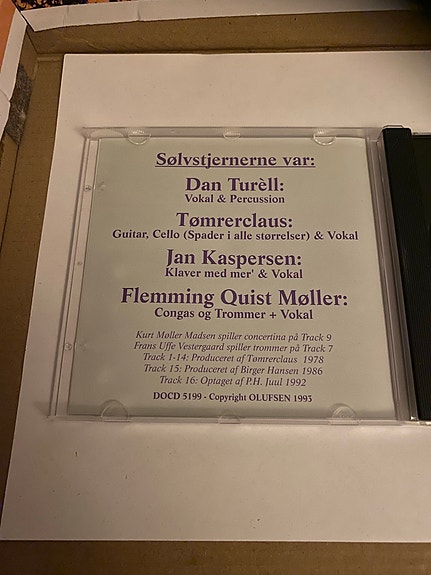 Sølvstjernerne var:
Dan Turèll:
Vokal & Percussion
Tømrerclaus:
Guitar, Cello (Spader i alle størrelser) & Vokal
Jan Kaspersen:
Klaver med mer' & Vokal
Flemming Quist Møller:
Congas og Trommer + Vokal
Kurt Møller Madsen spiller concertina på Track 9
Frans Uffe Vestergaard spiller trommer på Track 7
Track 1-14: Produceret af Tømrerclaus 1978
Track 15: Produceret af Birger Hansen 1986
Track 16: Optaget af P.H. Juul 1992
DOCD 5199 - Copyright OLUFSEN 1993